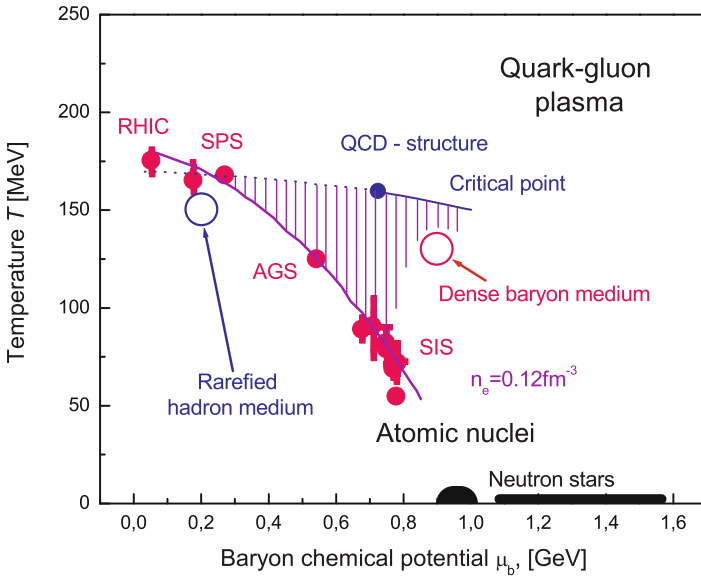 250
200
150
100
50
0
Temperature T [MeV]
Quark-gluon
plasma
RHIC
SPS
QCD - structure
Critical point
AGS
Dense baryon medium
SIS
Rarefied
hadron medium
nₑ=0.12fm⁻³
Atomic nuclei
Neutron stars
0,0 0,2 0,4 0,6 0,8 1,0 1,2 1,4 1,6
Baryon chemical potential μ_b, [GeV]